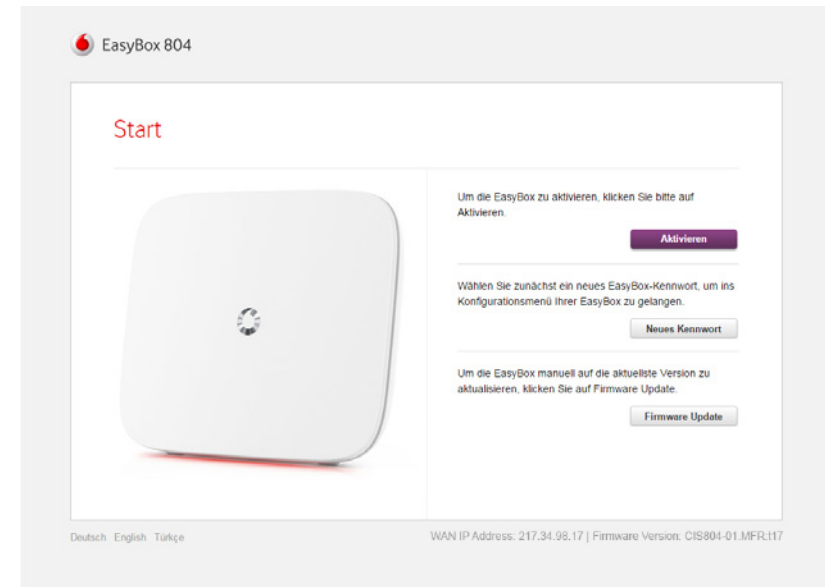 EasyBox 804
Start
Um die EasyBox zu aktivieren, klicken Sie bitte auf
Aktivieren.
Aktivieren
Wählen Sie zunächst ein neues EasyBox-Kennwort, um ins
Konfigurationsmenü Ihrer EasyBox zu gelangen.
Neues Kennwort
Um die EasyBox manuell auf die aktuellste Version zu
aktualisieren, klicken Sie auf Firmware Update.
Firmware Update
Deutsch English Türkçe
WAN IP Address: 217.34.98.17 | Firmware Version: CIS804-01.MFR.t17